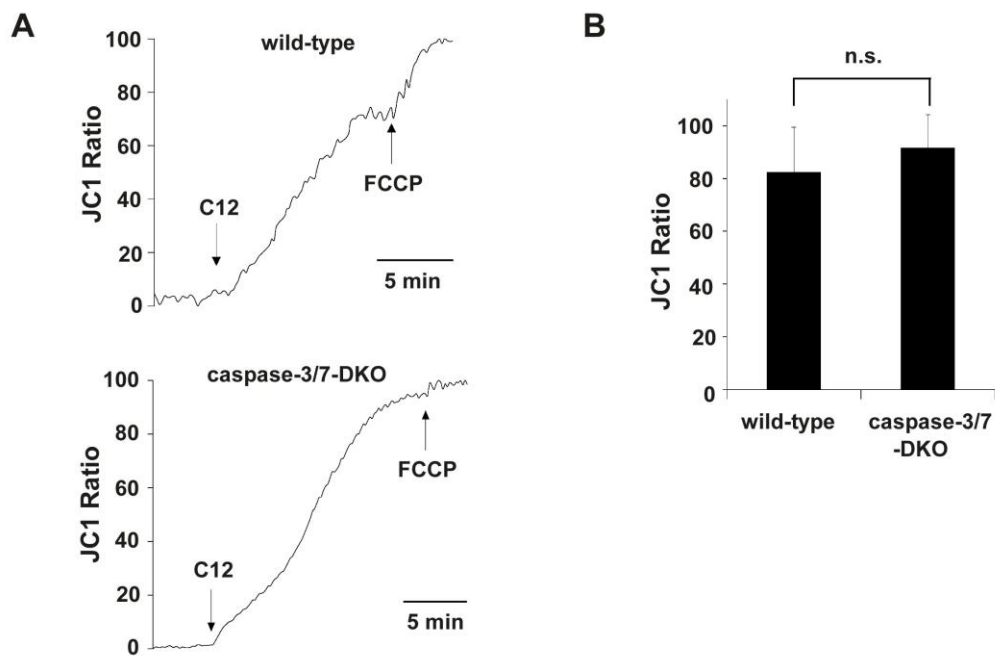 A
wild-type
JC1 Ratio
100
80
60
40
20
0
C12
FCCP
5 min
caspase-3/7-DKO
JC1 Ratio
100
80
60
40
20
0
C12
FCCP
5 min
B
n.s.
JC1 Ratio
100
80
60
40
20
0
wild-type
caspase-3/7
-DKO